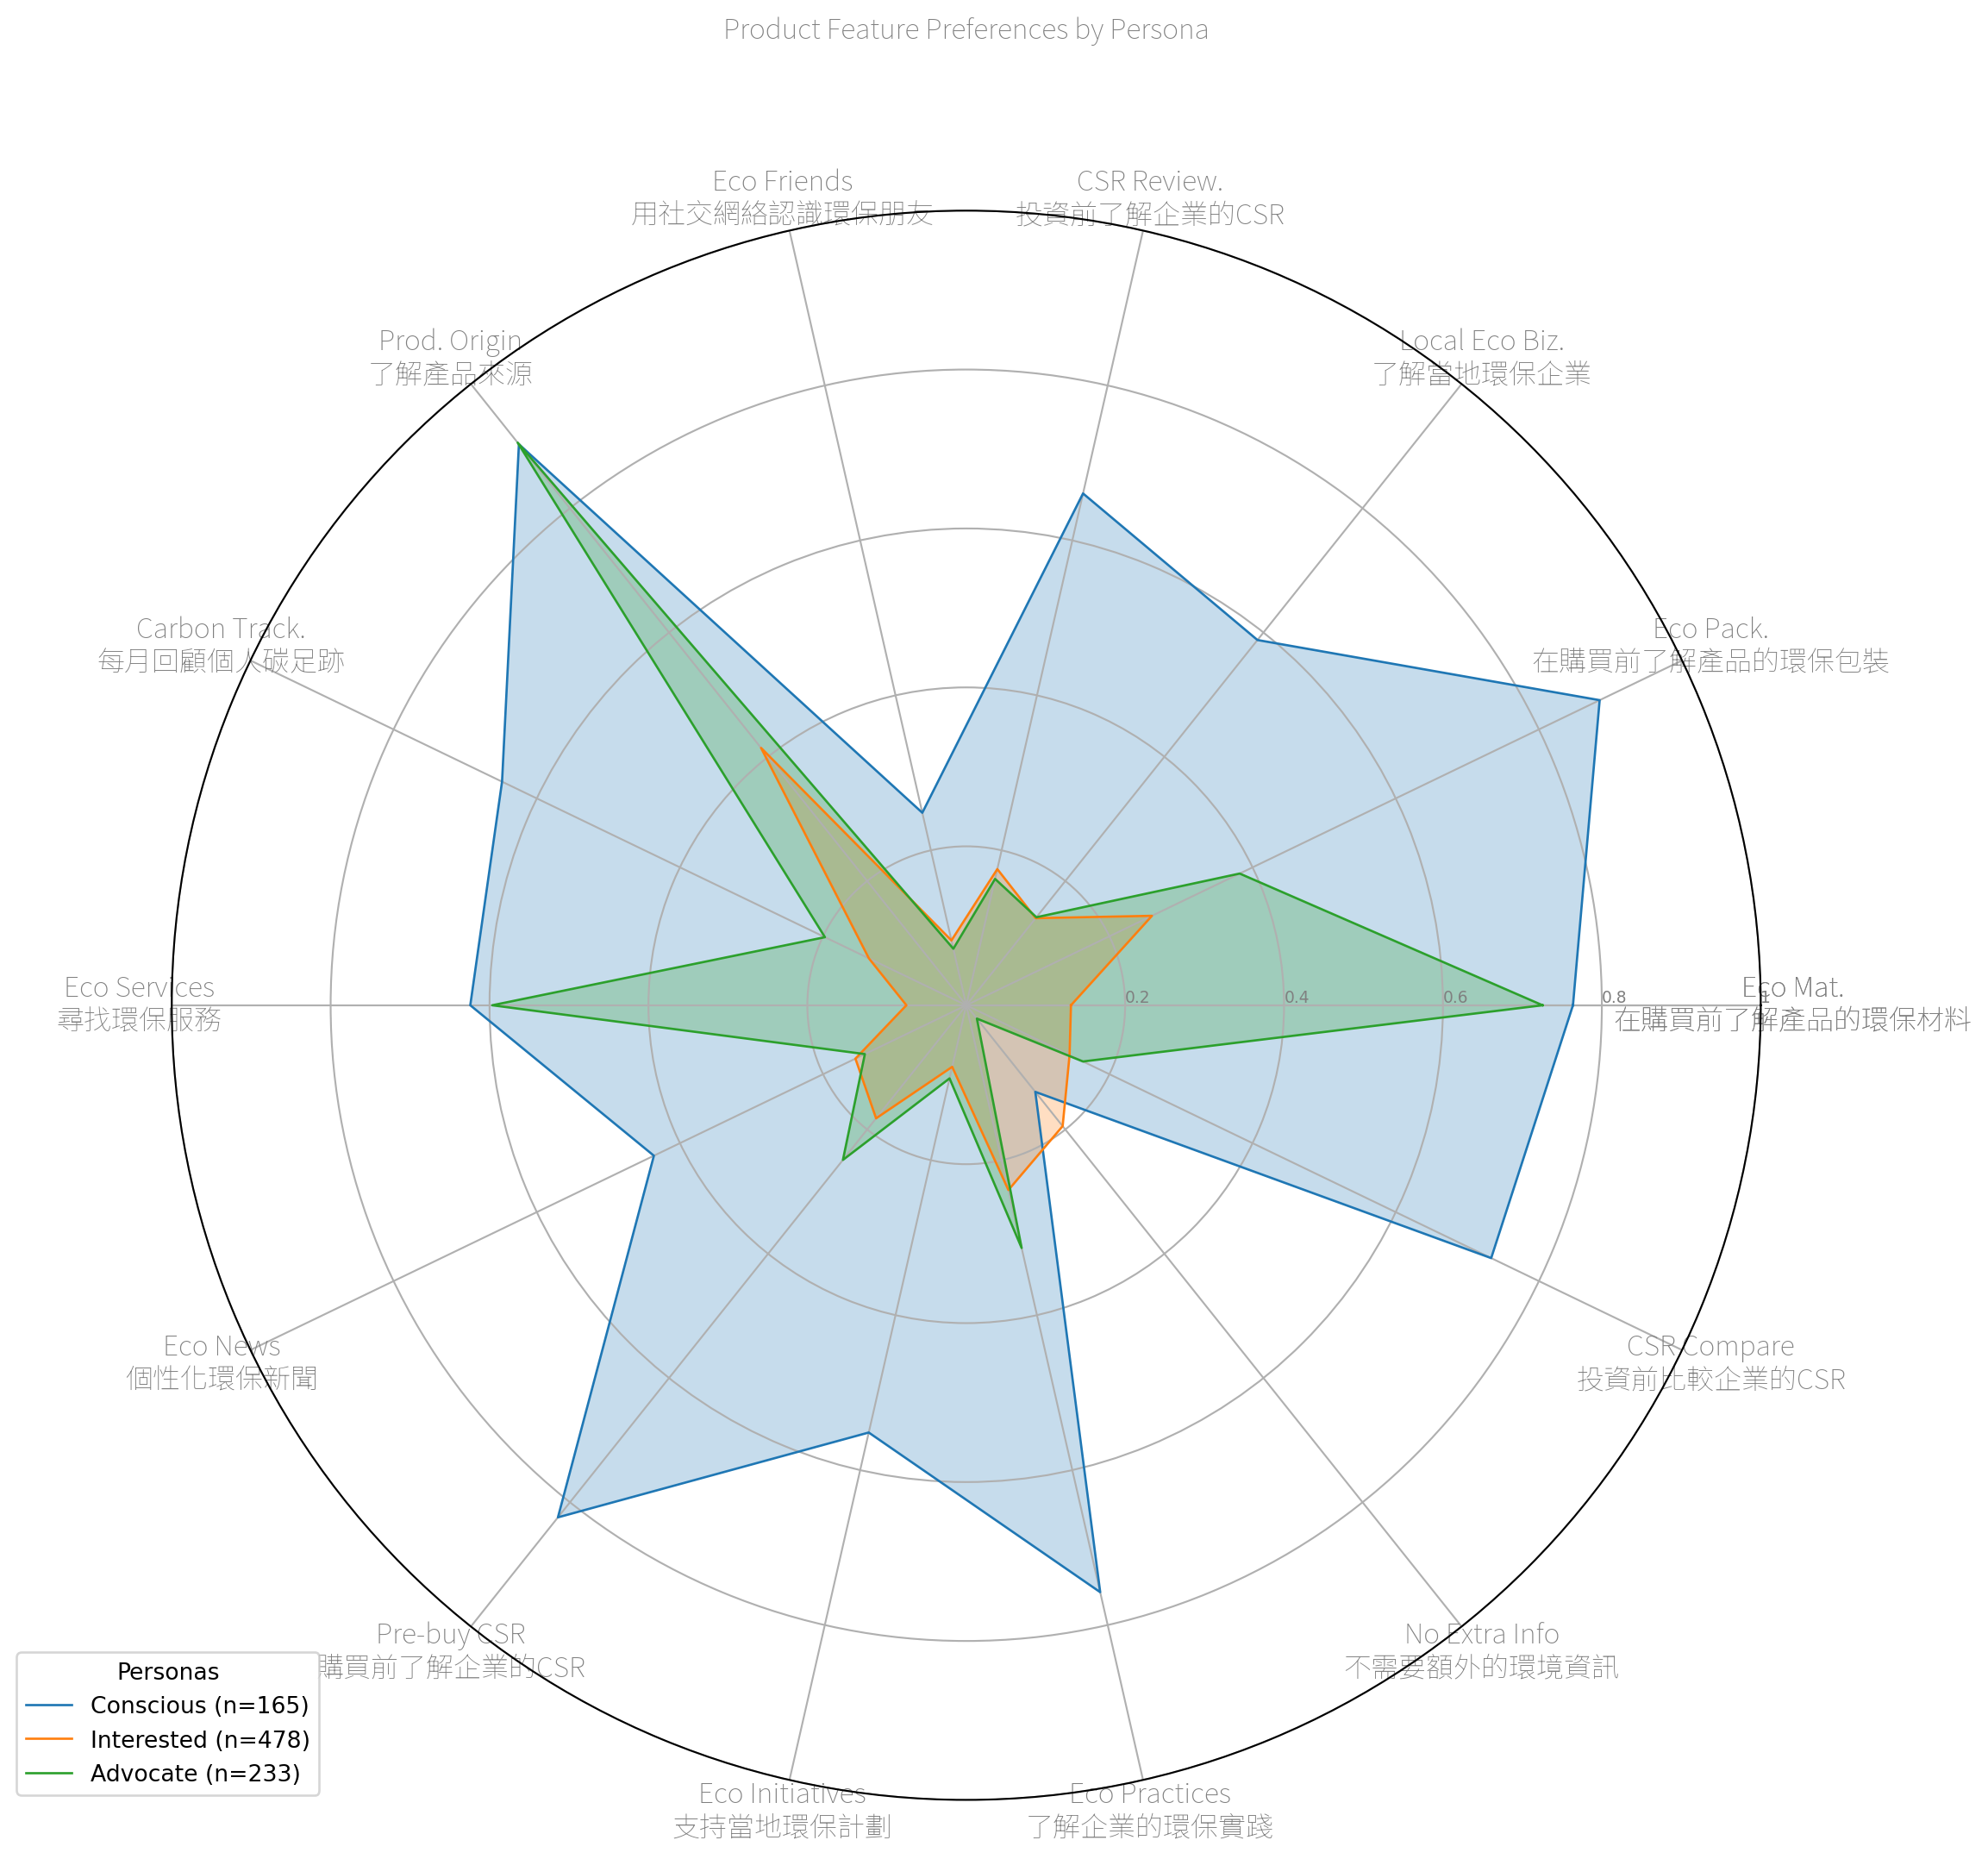 Product Feature Preferences by Persona
Eco Friends
用社交網絡認識環保朋友
CSR Review.
投資前了解企業的CSR
Prod. Origin
了解產品來源
Local Eco Biz.
了解當地環保企業
Carbon Track.
每月回顧個人碳足跡
Eco Pack.
在購買前了解產品的環保包裝
Eco Services
尋找環保服務
0.2
0.4
0.6
0.8
1
Eco Mat.
在購買前了解產品的環保材料
Eco News
個性化環保新聞
CSR Compare
投資前比較企業的CSR
Pre-buy CSR
購買前了解企業的CSR
No Extra Info
不需要額外的環境資訊
Eco Initiatives
支持當地環保計劃
Eco Practices
了解企業的環保實踐
Personas
Conscious (n=165)
Interested (n=478)
Advocate (n=233)